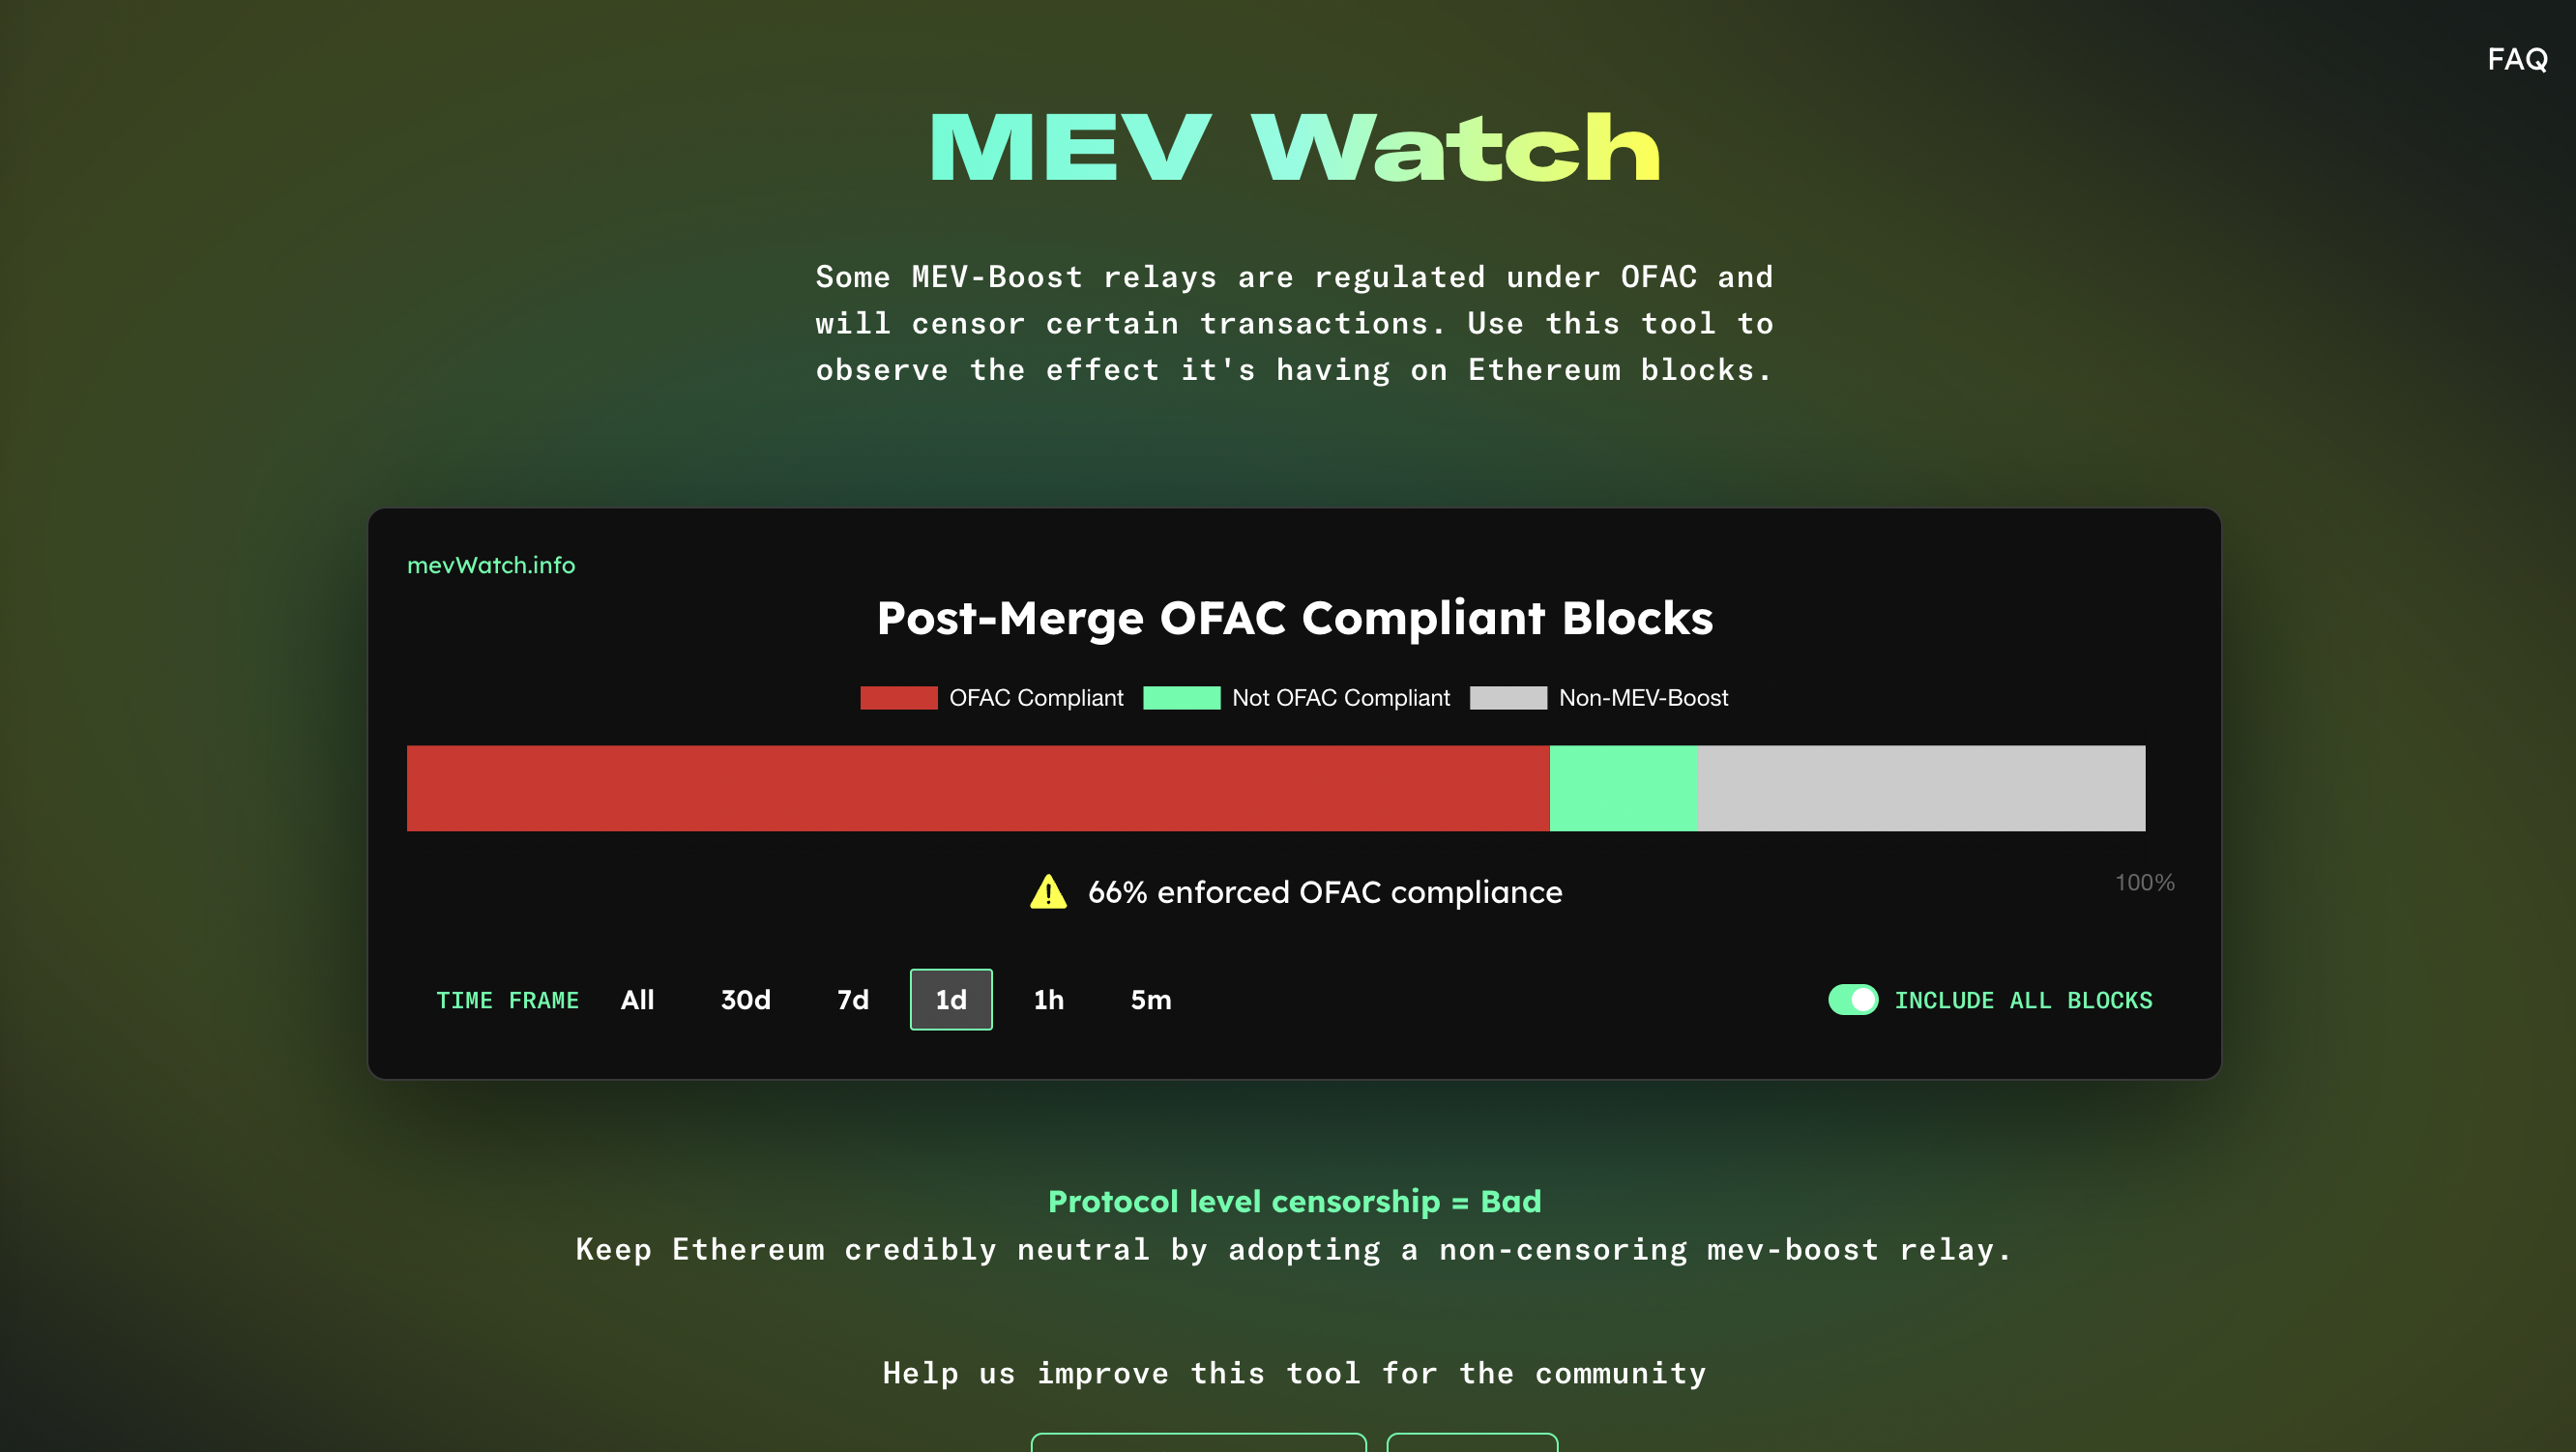 FAQ
MEV Watch
Some MEV-Boost relays are regulated under OFAC and
will censor certain transactions. Use this tool to
observe the effect it's having on Ethereum blocks.
mevWatch.info
Post-Merge OFAC Compliant Blocks
OFAC Compliant Not OFAC Compliant Non-MEV-Boost
66% enforced OFAC compliance
100%
TIME FRAME All 30d 7d 1d 1h 5m INCLUDE ALL BLOCKS
Protocol level censorship = Bad
Keep Ethereum credibly neutral by adopting a non-censoring mev-boost relay.
Help us improve this tool for the community